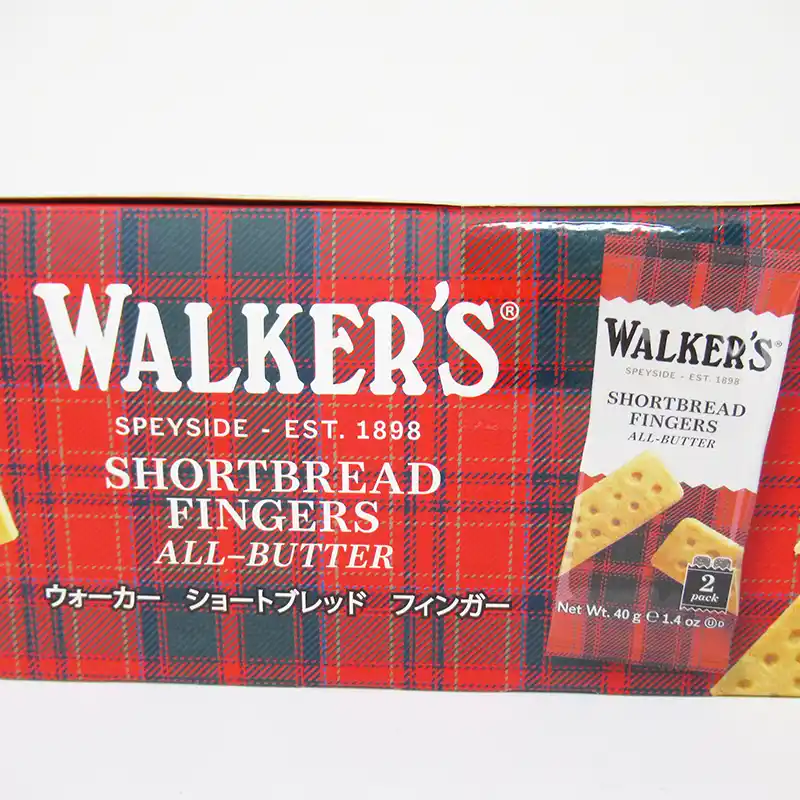 WALKER'S®
SPEYSIDE - EST. 1898
SHORTBREAD
FINGERS
ALL-BUTTER
ウォーカー ショートブレッド フィンガー
WALKER'S®
SPEYSIDE - EST. 1898
SHORTBREAD
FINGERS
ALL-BUTTER
2
pack
Net Wt. 40 g ℮ 1.4 oz ⓊD